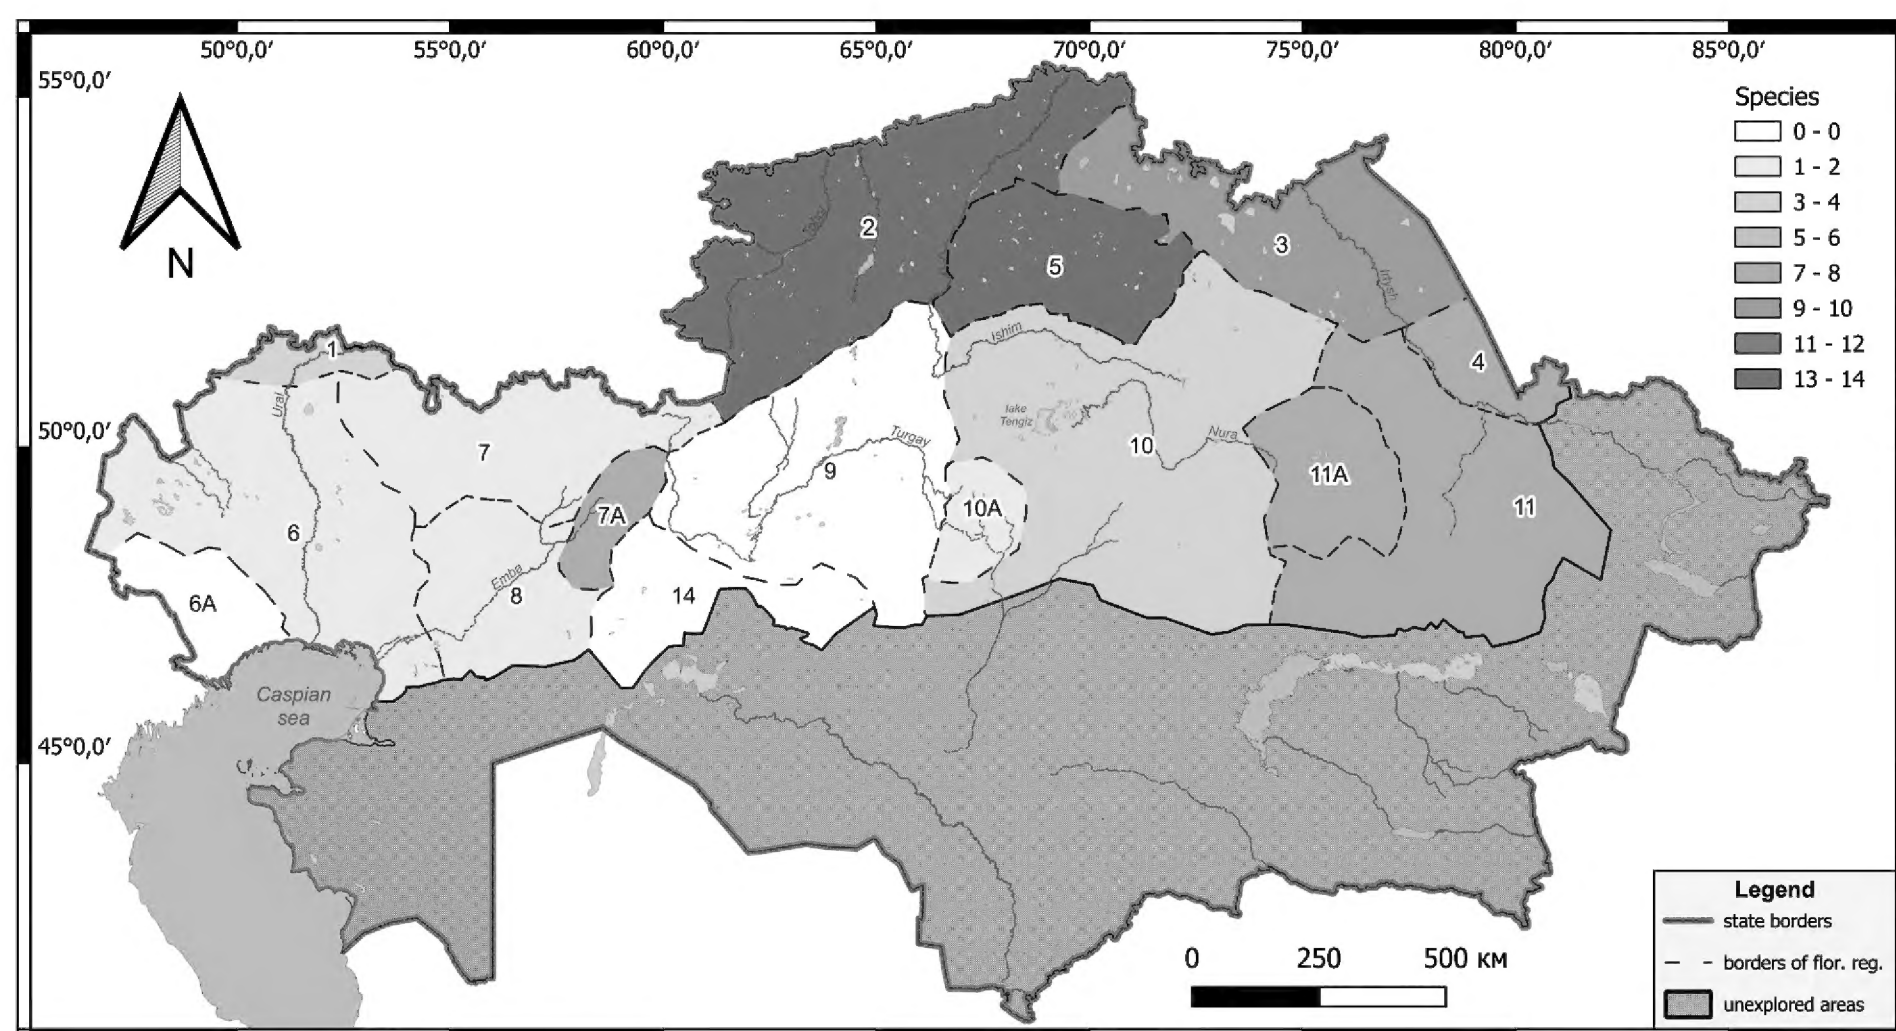 50°0,0′ 55°0,0′ 60°0,0′ 65°0,0′ 70°0,0′ 75°0,0′ 80°0,0′ 85°0,0′
55°0,0′
50°0,0′
45°0,0′
N
Species
0 - 0
1 - 2
3 - 4
5 - 6
7 - 8
9 - 10
11 - 12
13 - 14
Tobol
2
3
5
Irtysh
Ishim
1
4
Ural
lake
Tengiz
7
Turgay
Nura
10
9
11A
7A
10A
11
6
Emba
6A
8
14
Caspian
sea
0 250 500 км
Legend
state borders
borders of flor. reg.
unexplored areas